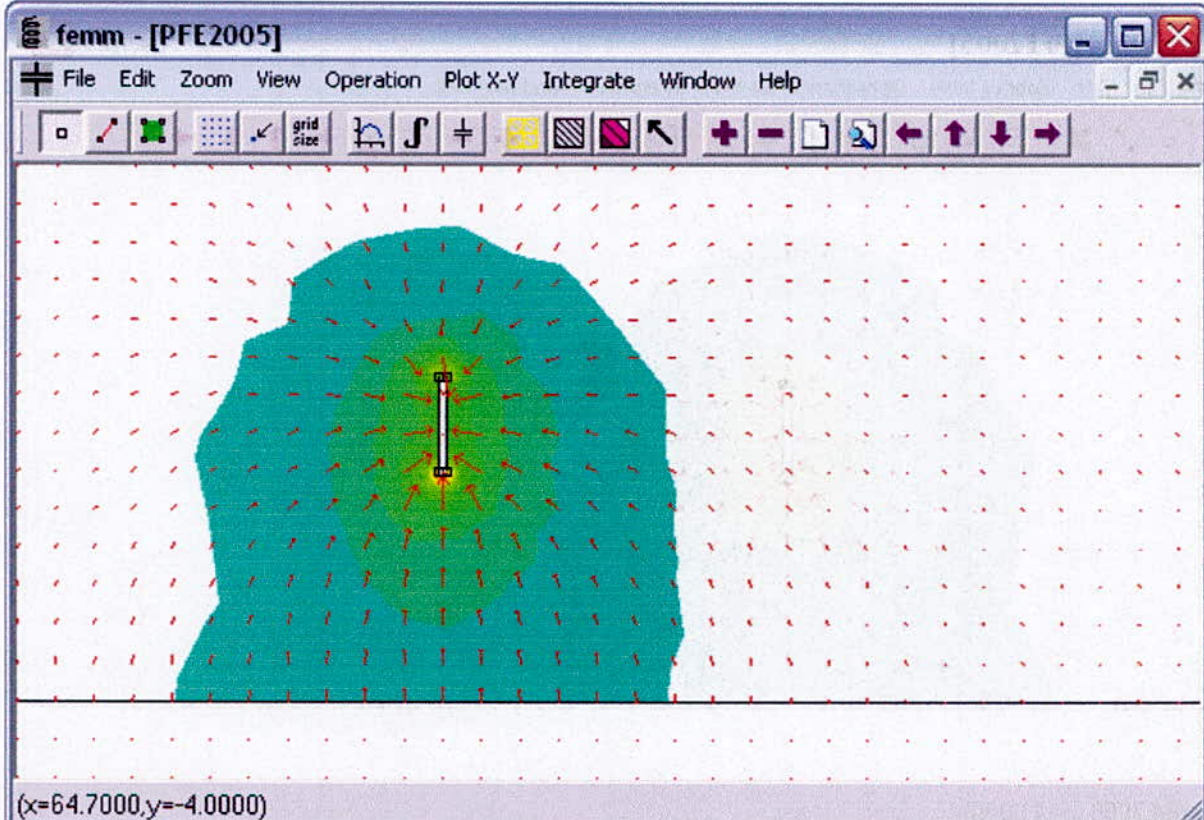 femm - [PFE2005]
File Edit Zoom View Operation Plot X-Y Integrate Window Help
grid
size
(x=64.7000,y=-4.0000)